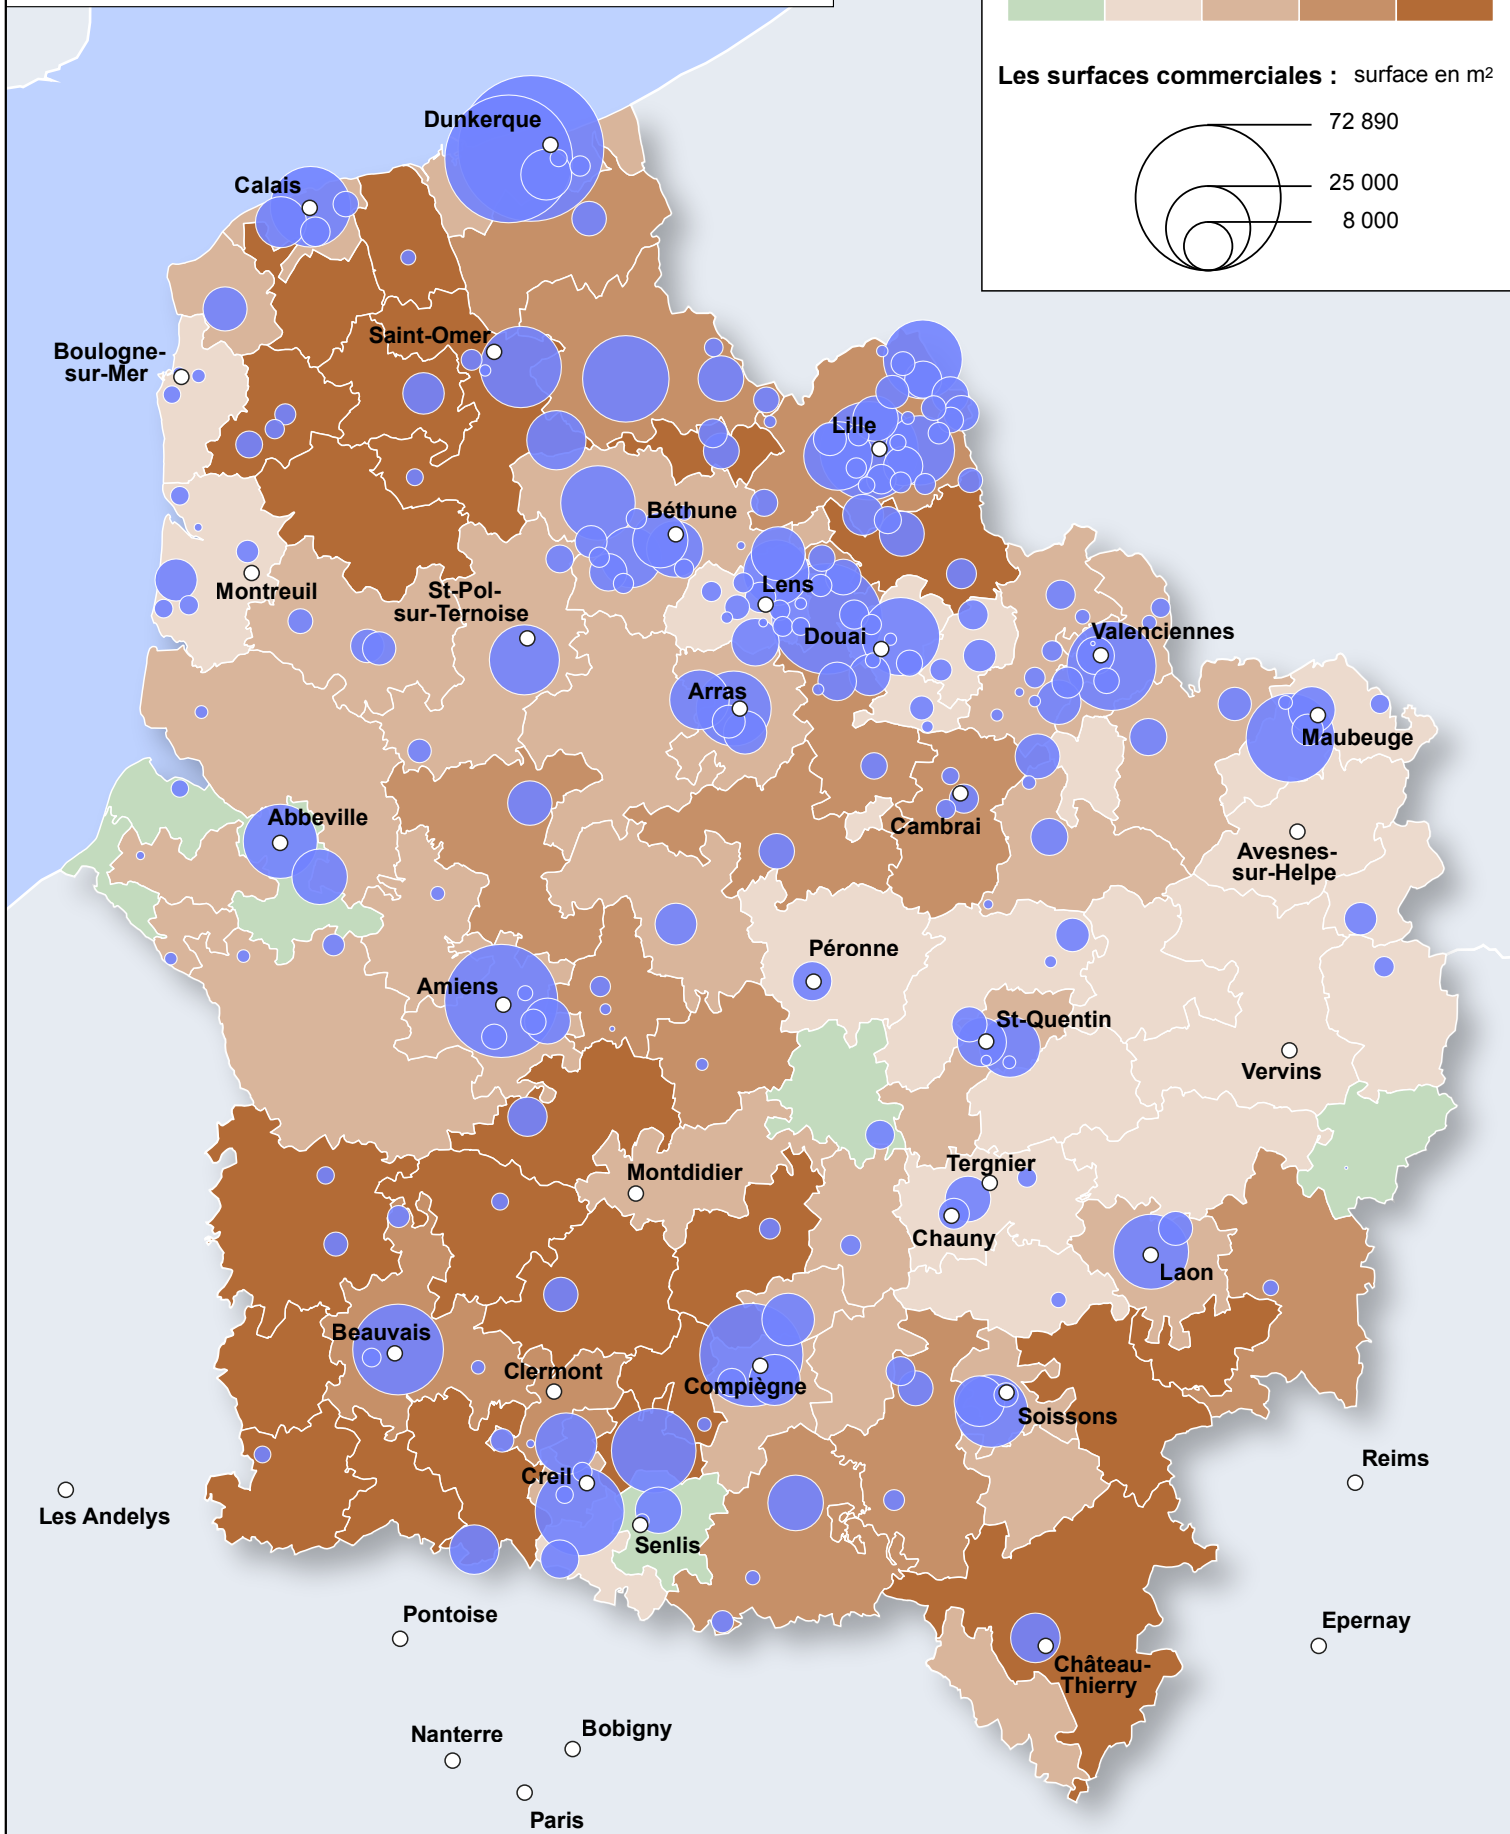 Les surfaces commerciales : surface en m²
72 890
25 000
8 000
Dunkerque
Calais
Saint-Omer
Boulogne-
sur-Mer
Lille
Béthune
Montreuil
St-Pol-
sur-Ternoise
Lens
Douai
Valenciennes
Arras
Maubeuge
Abbeville
Cambrai
Avesnes-
sur-Helpe
Péronne
Amiens
St-Quentin
Vervins
Tergnier
Montdidier
Chauny
Laon
Beauvais
Clermont
Compiègne
Soissons
Creil
Reims
Les Andelys
Senlis
Pontoise
Epernay
Château-
Thierry
Nanterre
Bobigny
Paris